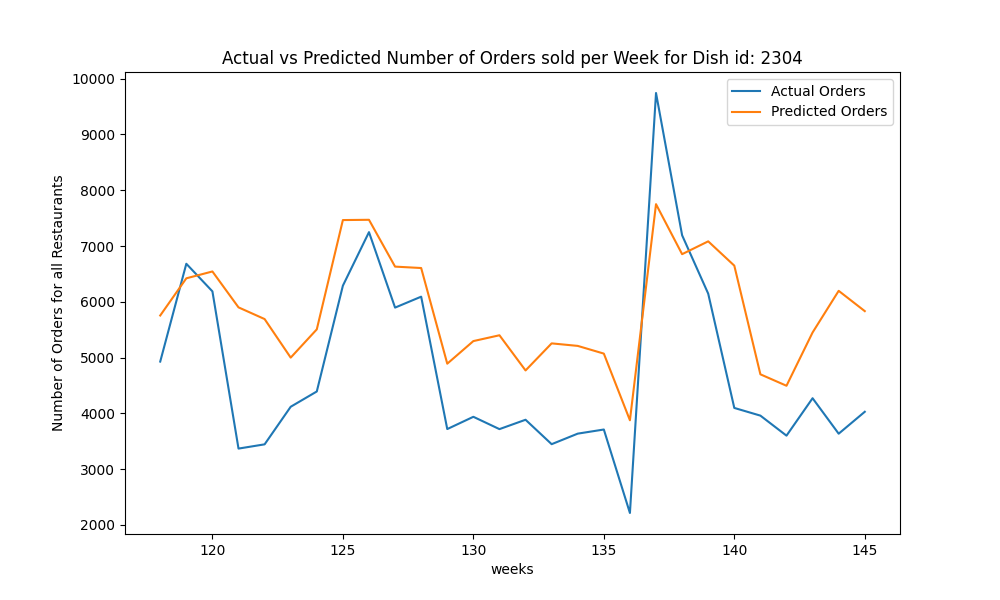 Actual vs Predicted Number of Orders sold per Week for Dish id: 2304
Actual Orders
Predicted Orders
Number of Orders for all Restaurants
10000
9000
8000
7000
6000
5000
4000
3000
2000
120 125 130 135 140 145
weeks